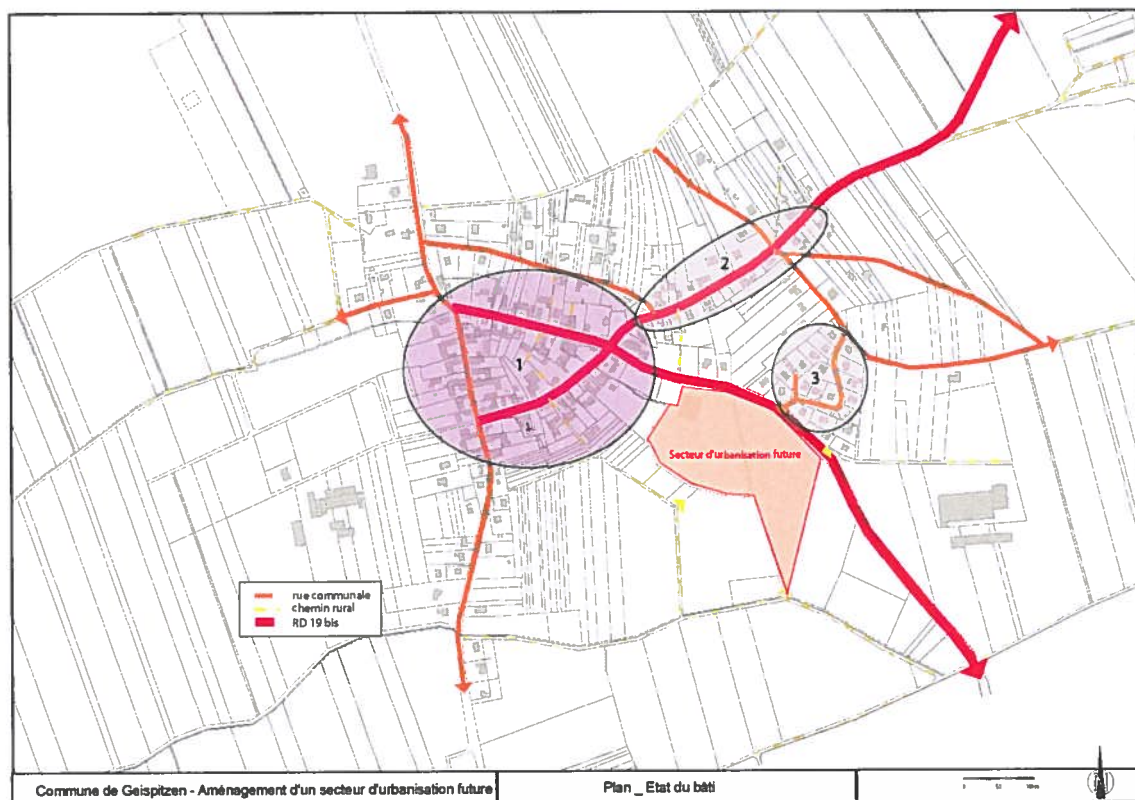 2
1
3
Secteur d'urbanisation future
rue communale
chemin rural
RD 19 bis
Commune de Geispitzen - Aménagement d'un secteur d'urbanisation future
Plan _ Etat du bâti